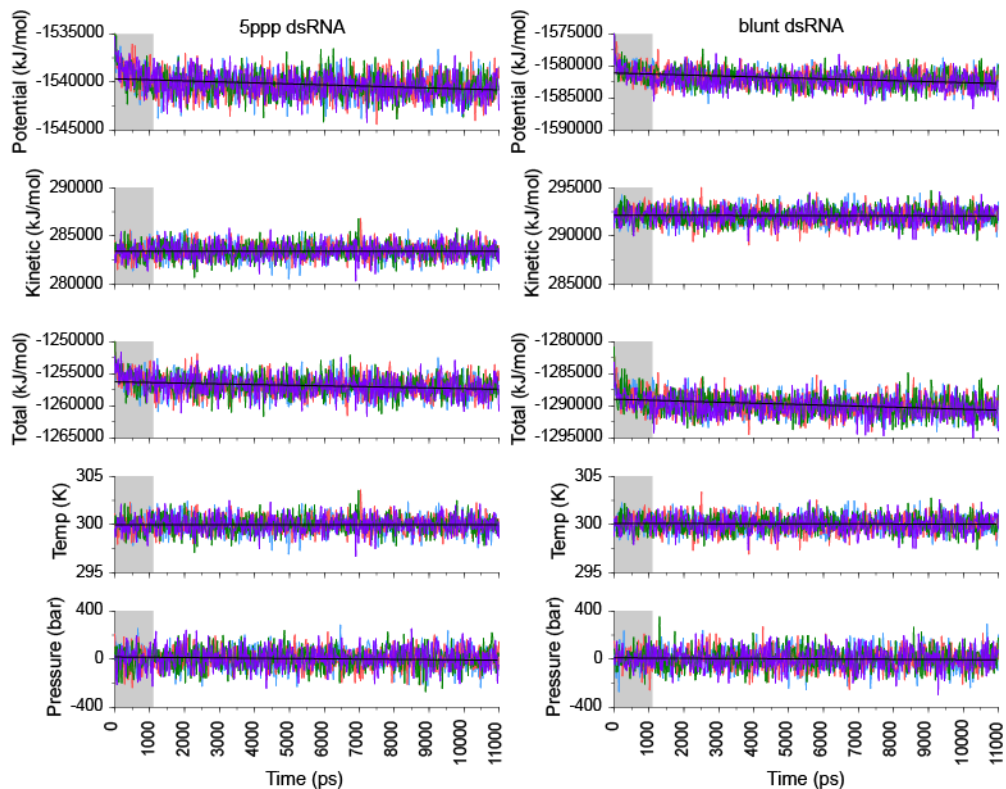 5ppp dsRNA
blunt dsRNA
Potential (kJ/mol)
-1535000
-1540000
-1545000
Potential (kJ/mol)
-1575000
-1580000
-1585000
-1590000
Kinetic (kJ/mol)
290000
285000
280000
Kinetic (kJ/mol)
295000
290000
285000
Total (kJ/mol)
-1250000
-1255000
-1260000
-1265000
Total (kJ/mol)
-1280000
-1285000
-1290000
-1295000
Temp (K)
305
300
295
Temp (K)
305
300
295
Pressure (bar)
400
0
-400
Pressure (bar)
400
0
-400
0 1000 2000 3000 4000 5000 6000 7000 8000 9000 10000 11000
0 1000 2000 3000 4000 5000 6000 7000 8000 9000 10000 11000
Time (ps)
Time (ps)